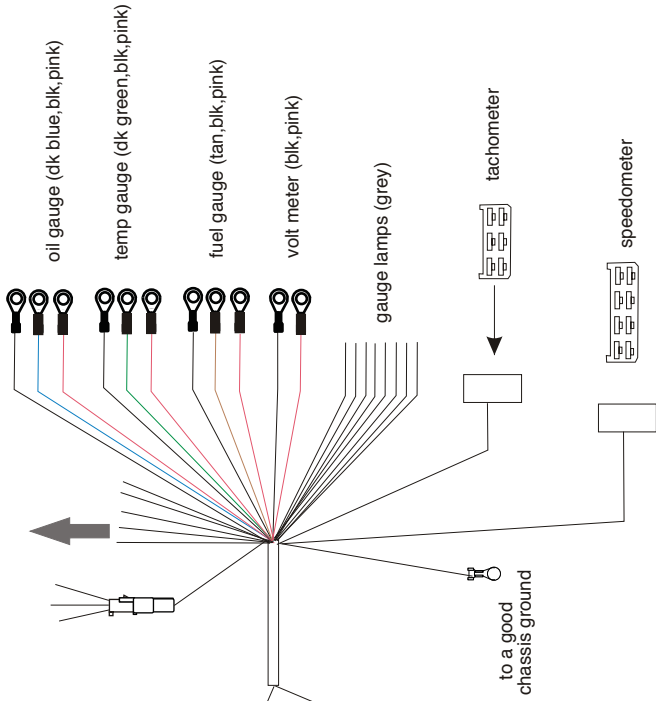 oil gauge (dk blue,blk,pink)
temp gauge (dk green,blk,pink)
fuel gauge (tan,blk,pink)
volt meter (blk,pink)
gauge lamps (grey)
tachometer
speedometer
to a good
chassis ground